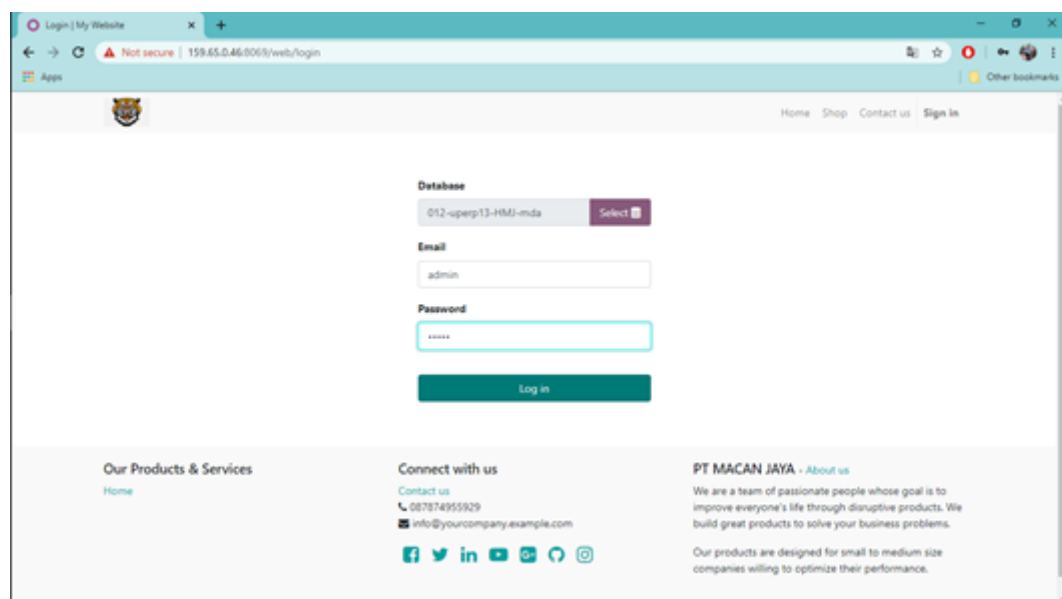 Login | My Website
Not secure | 159.65.0.46:8069/web/login
Apps
Other bookmarks
Home Shop Contact us Sign in
Database
012-uperp13-HMJ-mda Select
Email
admin
Password
•••••
Log in
Our Products & Services
Home
Connect with us
Contact us
087874955929
info@yourcompany.example.com
PT MACAN JAYA - About us
We are a team of passionate people whose goal is to
improve everyone's life through disruptive products. We
build great products to solve your business problems.
Our products are designed for small to medium size
companies willing to optimize their performance.